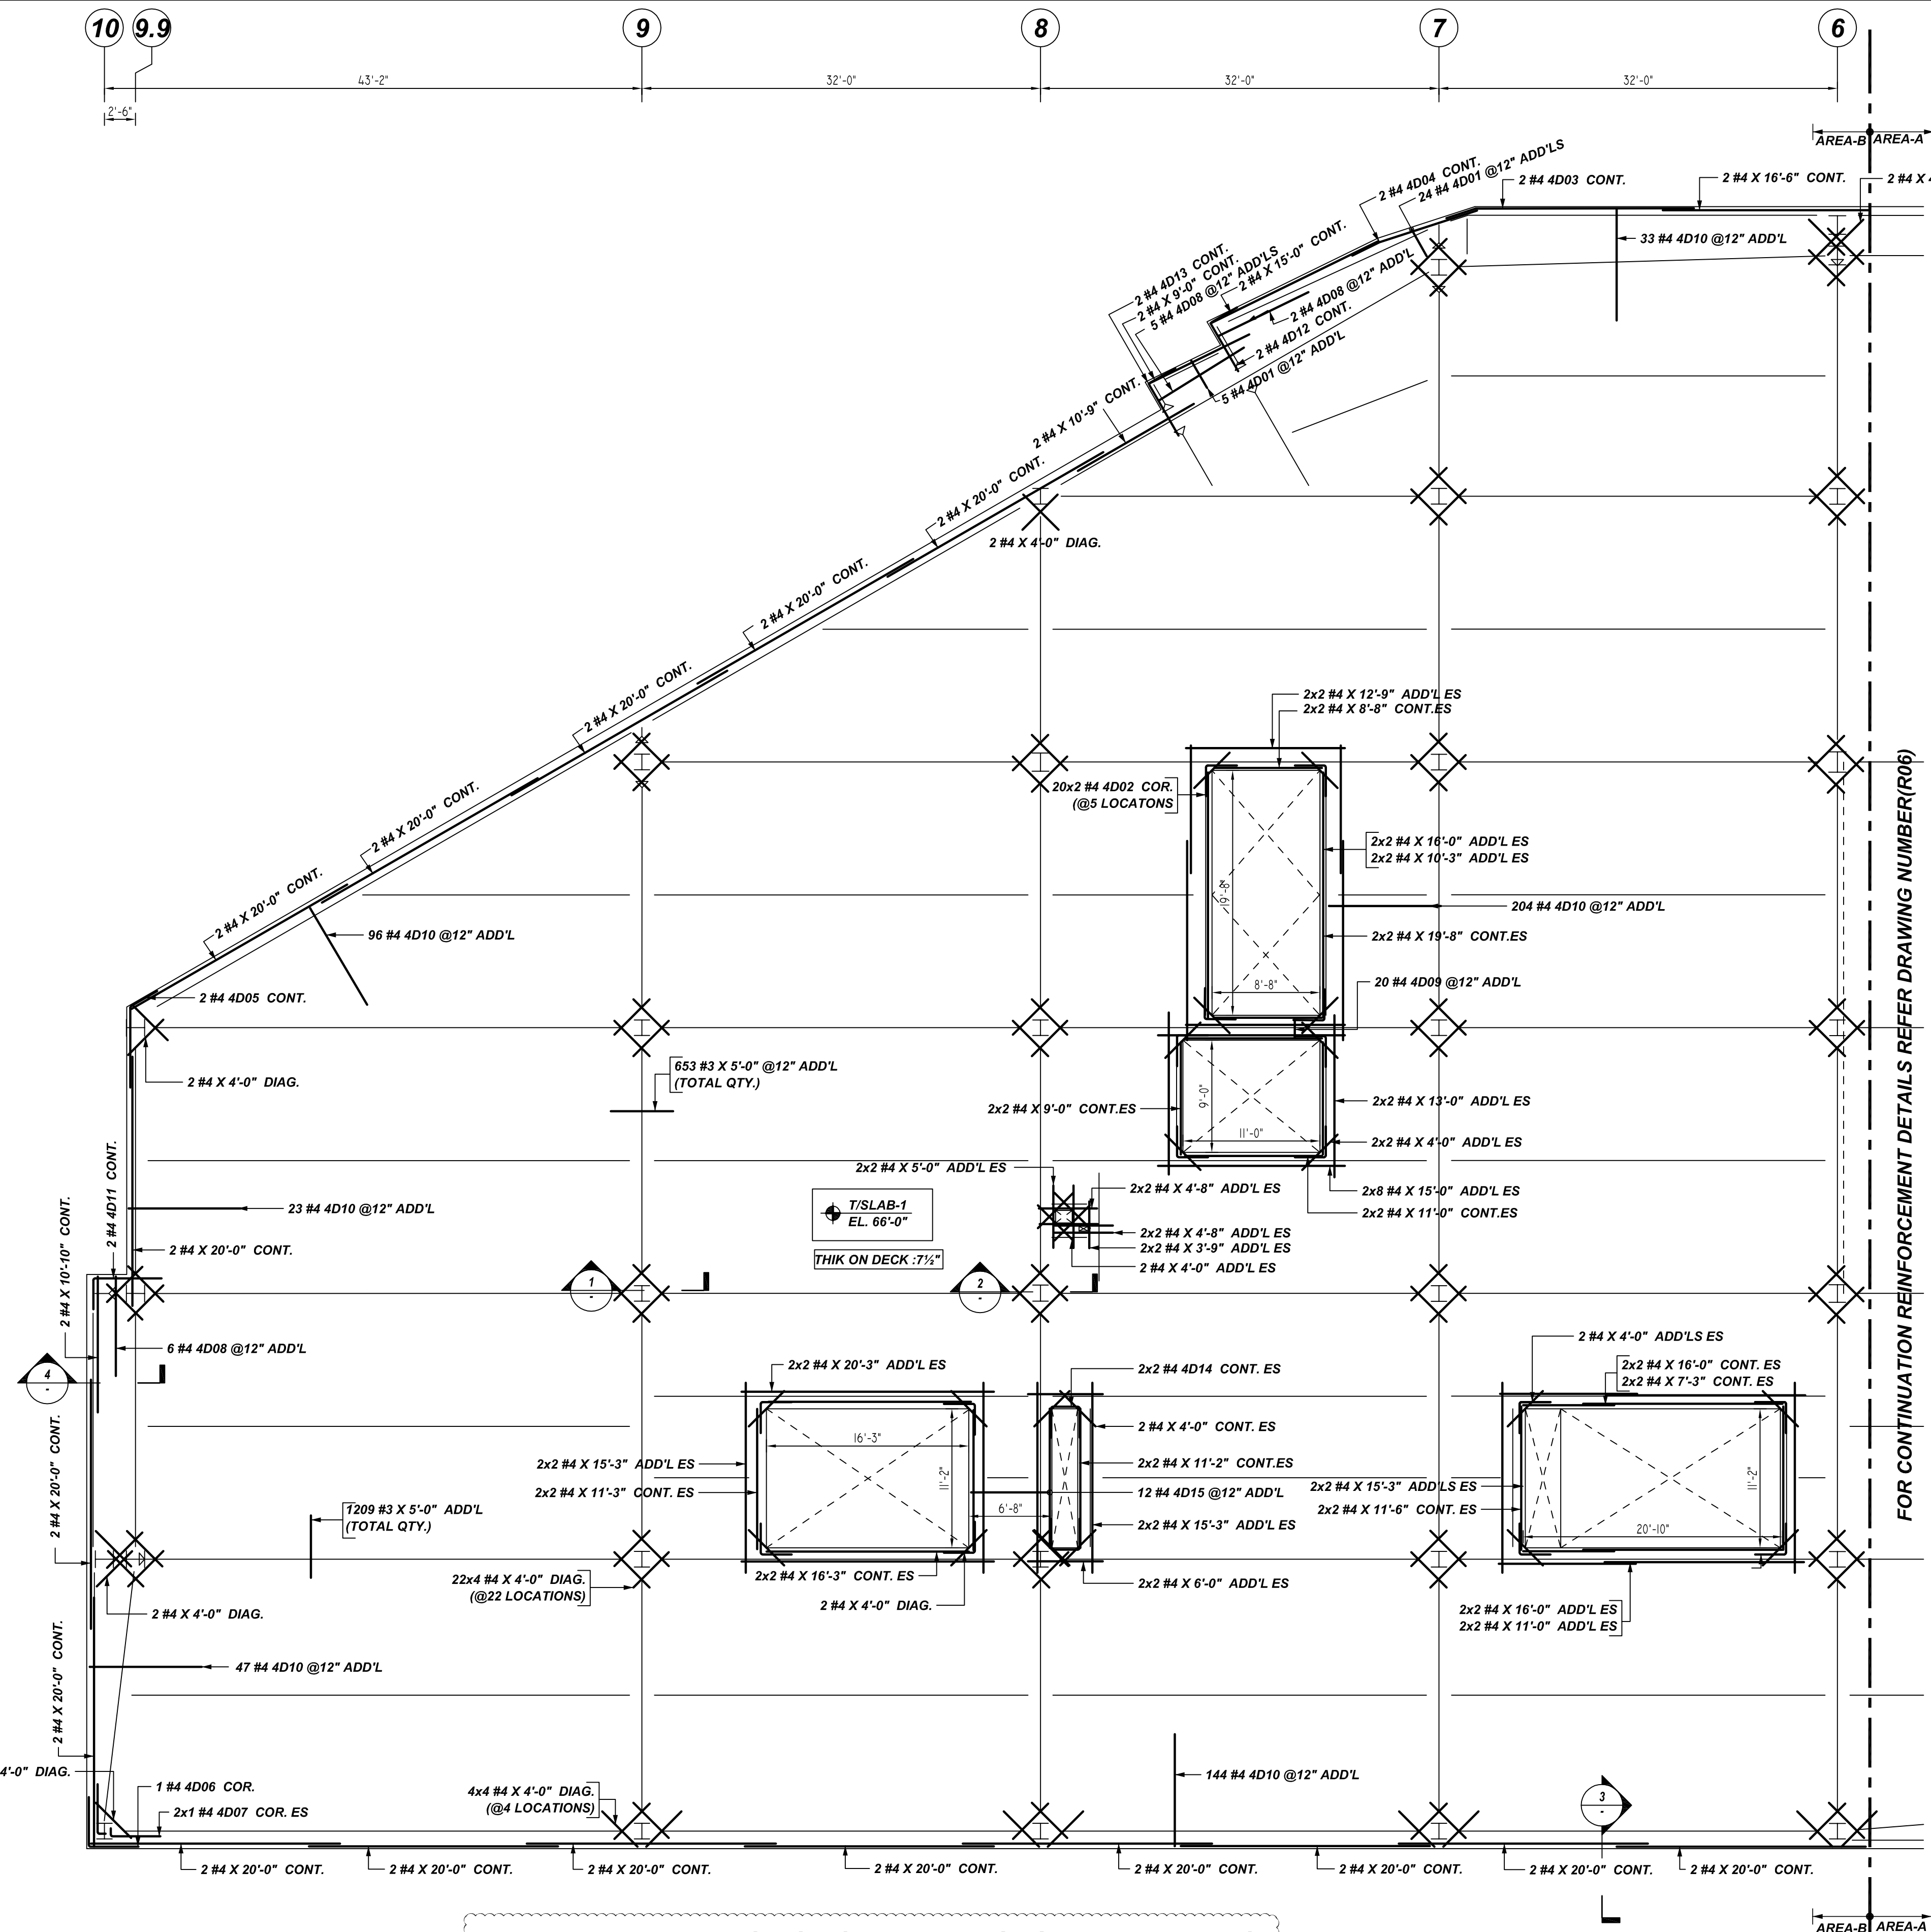 10
9.9
9
8
7
6
43'-2"
32'-0"
32'-0"
32'-0"
2'-6"
AREA-B
AREA-A
2 #4 4D04 CONT.
24 #4 4D01 @12" ADD'LS
2 #4 4D03 CONT.
2 #4 X 16'-6" CONT.
2 #4 X 4
33 #4 4D10 @12" ADD'L
2 #4 4D13 CONT.
2 #4 X 9'-0" CONT.
5 #4 4D08 @12" ADD'LS
2 #4 X 15'-0" CONT.
2 #4 4D08 @12" ADD'L
2 #4 4D12 CONT.
5 #4 4D01 @12" ADD'L
2 #4 X 10'-9" CONT.
2 #4 X 20'-0" CONT.
2 #4 X 4'-0" DIAG.
2 #4 X 20'-0" CONT.
2 #4 X 20'-0" CONT.
2 #4 X 20'-0" CONT.
2 #4 X 20'-0" CONT.
96 #4 4D10 @12" ADD'L
2x2 #4 X 12'-9" ADD'L ES
2x2 #4 X 8'-8" CONT.ES
20x2 #4 4D02 COR.
(@5 LOCATONS
2x2 #4 X 16'-0" ADD'L ES
2x2 #4 X 10'-3" ADD'L ES
19'-8"
204 #4 4D10 @12" ADD'L
2x2 #4 X 19'-8" CONT.ES
8'-8"
20 #4 4D09 @12" ADD'L
2 #4 4D05 CONT.
2 #4 X 4'-0" DIAG.
653 #3 X 5'-0" @12" ADD'L
(TOTAL QTY.)
2x2 #4 X 9'-0" CONT.ES
9'-0"
11'-0"
2x2 #4 X 13'-0" ADD'L ES
2x2 #4 X 4'-0" ADD'L ES
2x2 #4 X 5'-0" ADD'L ES
2x2 #4 X 4'-8" ADD'L ES
2x8 #4 X 15'-0" ADD'L ES
2x2 #4 X 11'-0" CONT.ES
T/SLAB-1
EL. 66'-0"
THIK ON DECK :7½"
2x2 #4 X 4'-8" ADD'L ES
2x2 #4 X 3'-9" ADD'L ES
2 #4 X 4'-0" ADD'L ES
2 #4 X 10'-10" CONT.
2 #4 4D11 CONT.
23 #4 4D10 @12" ADD'L
2 #4 X 20'-0" CONT.
1
-
2
-
6 #4 4D08 @12" ADD'L
4
-
2x2 #4 X 20'-3" ADD'L ES
2x2 #4 4D14 CONT. ES
2 #4 X 4'-0" ADD'LS ES
2x2 #4 X 16'-0" CONT. ES
2x2 #4 X 7'-3" CONT. ES
2 #4 X 4'-0" CONT. ES
16'-3"
11'-2"
2x2 #4 X 15'-3" ADD'L ES
2x2 #4 X 11'-3" CONT. ES
2x2 #4 X 11'-2" CONT.ES
12 #4 4D15 @12" ADD'L
6'-8"
2x2 #4 X 15'-3" ADD'L ES
2x2 #4 X 15'-3" ADD'LS ES
2x2 #4 X 11'-6" CONT. ES
11'-2"
20'-10"
2 #4 X 20'-0" CONT.
1209 #3 X 5'-0" ADD'L
(TOTAL QTY.)
22x4 #4 X 4'-0" DIAG.
(@22 LOCATIONS)
2x2 #4 X 16'-3" CONT. ES
2 #4 X 4'-0" DIAG.
2x2 #4 X 6'-0" ADD'L ES
2x2 #4 X 16'-0" ADD'L ES
2x2 #4 X 11'-0" ADD'L ES
2 #4 X 4'-0" DIAG.
47 #4 4D10 @12" ADD'L
2 #4 X 20'-0" CONT.
4'-0" DIAG.
1 #4 4D06 COR.
2x1 #4 4D07 COR. ES
4x4 #4 X 4'-0" DIAG.
(@4 LOCATIONS)
144 #4 4D10 @12" ADD'L
3
-
2 #4 X 20'-0" CONT.
2 #4 X 20'-0" CONT.
2 #4 X 20'-0" CONT.
2 #4 X 20'-0" CONT.
2 #4 X 20'-0" CONT.
2 #4 X 20'-0" CONT.
2 #4 X 20'-0" CONT.
2 #4 X 20'-0" CONT.
FOR CONTINUATION REINFORCEMENT DETAILS REFER DRAWING NUMBER(R06)
AREA-B
AREA-A